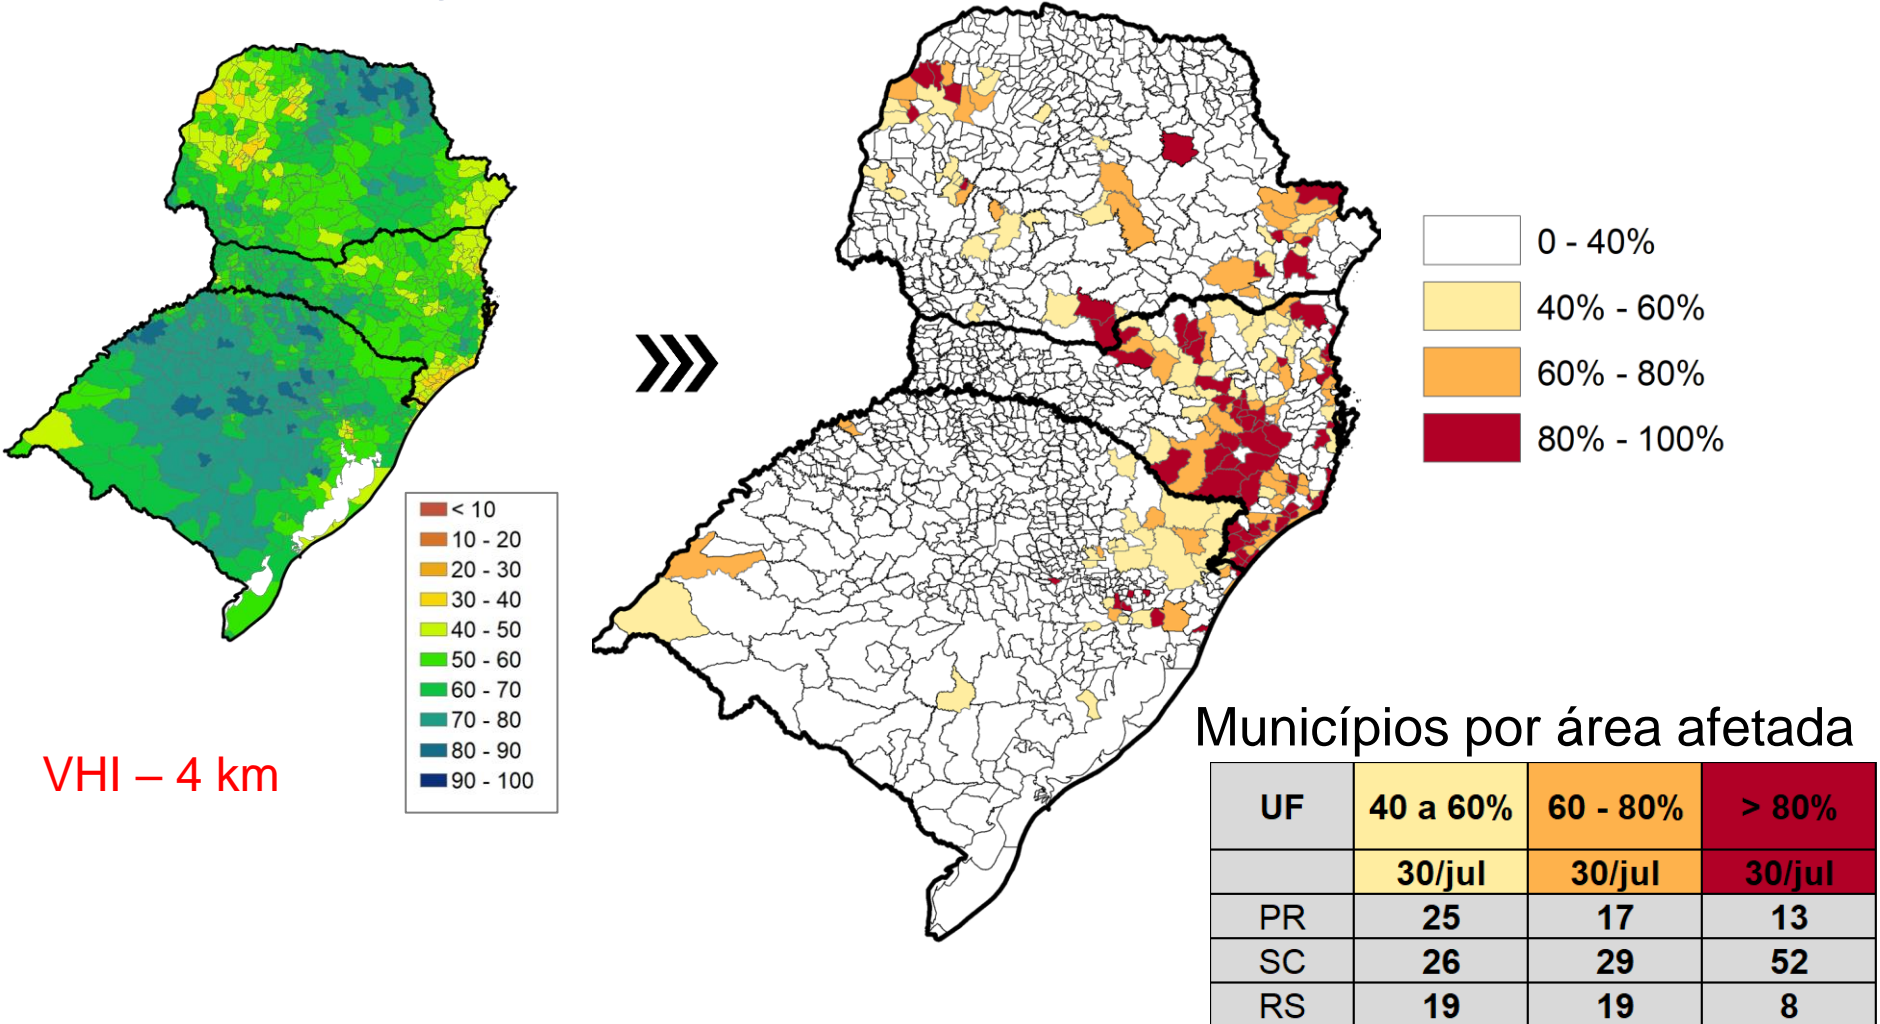 < 10
10 - 20
20 - 30
30 - 40
40 - 50
50 - 60
60 - 70
70 - 80
80 - 90
90 - 100
VHI – 4 km
0 - 40%
40% - 60%
60% - 80%
80% - 100%
Municípios por área afetada
UF 40 a 60% 60 - 80% > 80%
30/jul 30/jul 30/jul
PR 25 17 13
SC 26 29 52
RS 19 19 8